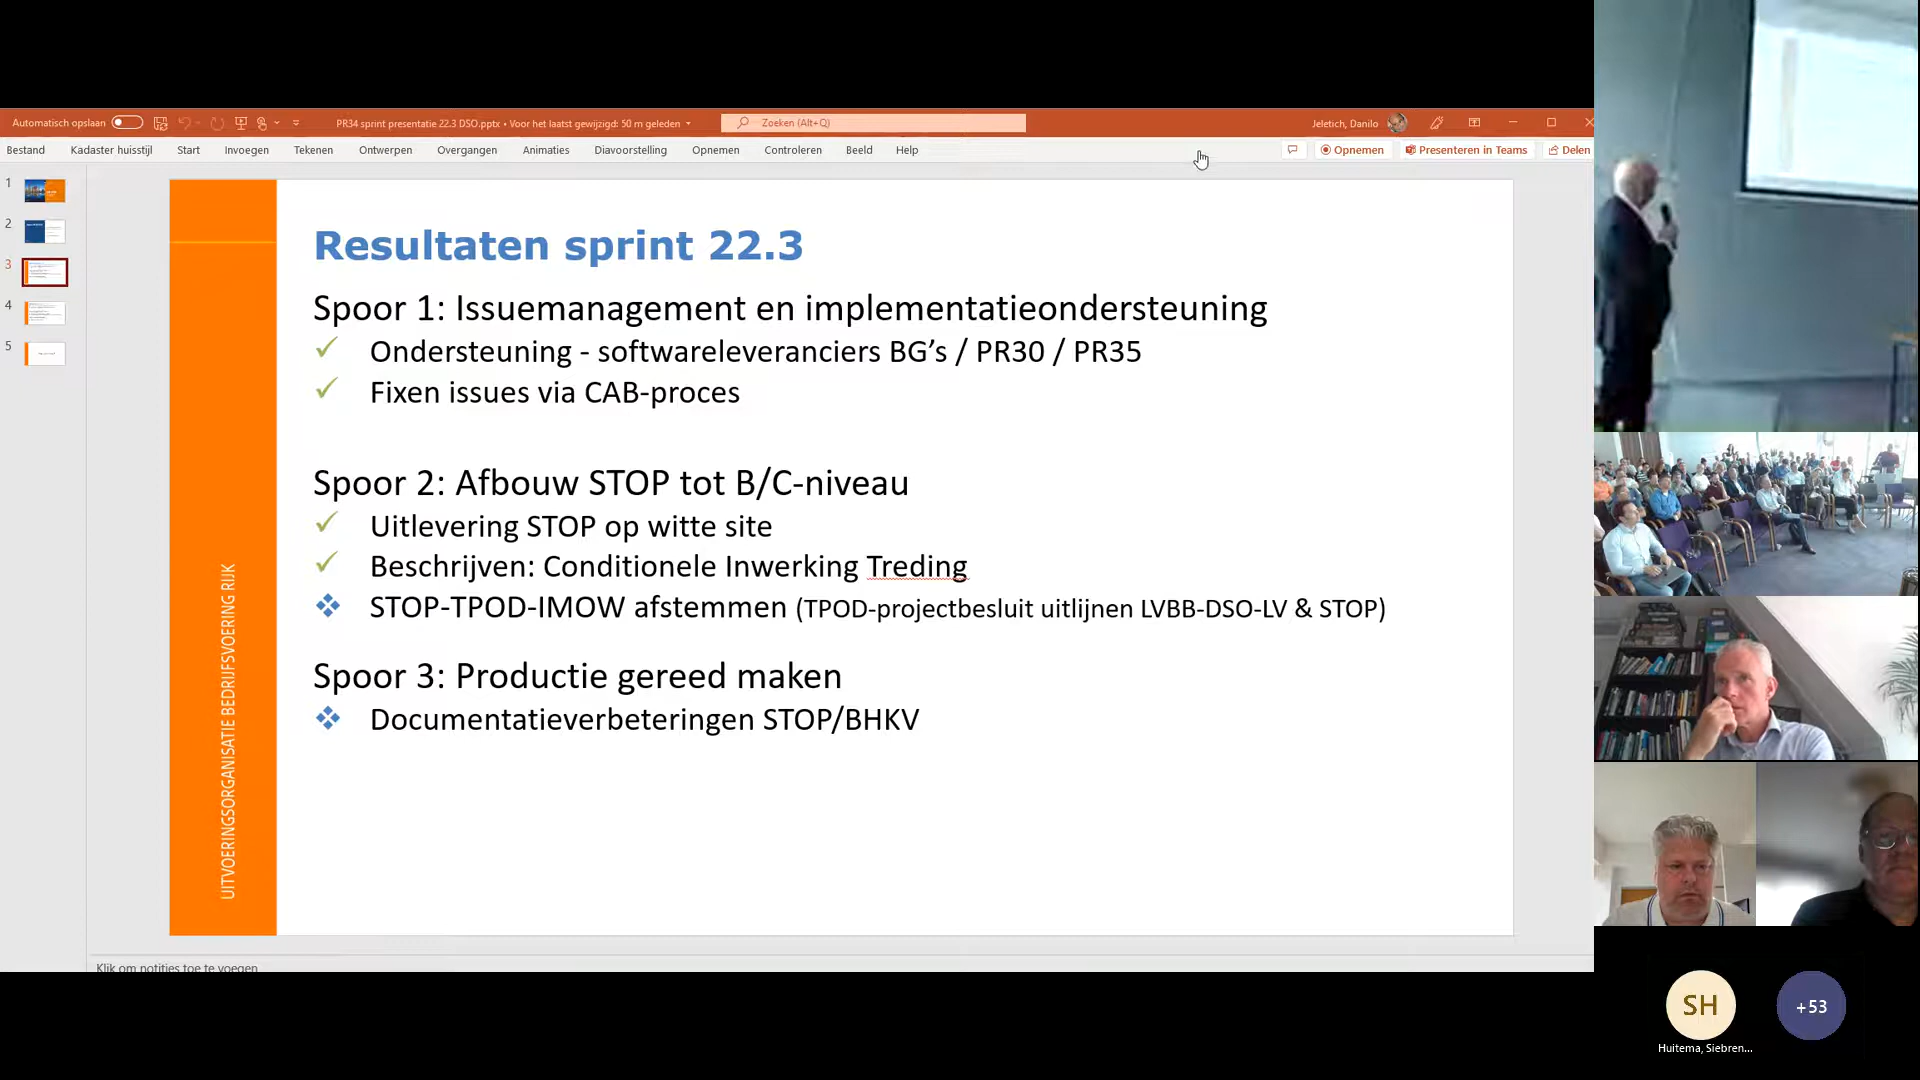 Automatisch opslaan
PR34 sprint presentatie 22.3 DSO.pptx • Voor het laatst gewijzigd: 50 m geleden
Zoeken (Alt+Q)
Jeletich, Danilo
Bestand Kadaster huisstijl Start Invoegen Tekenen Ontwerpen Overgangen Animaties Diavoorstelling Opnemen Controleren Beeld Help
Opnemen Presenteren in Teams Delen
1
2
3
4
5
UITVOERINGSORGANISATIE BEDRIJFSVOERING RIJK
Resultaten sprint 22.3
Spoor 1: Issuemanagement en implementatieondersteuning
✓ Ondersteuning - softwareleveranciers BG’s / PR30 / PR35
✓ Fixen issues via CAB-proces
Spoor 2: Afbouw STOP tot B/C-niveau
✓ Uitlevering STOP op witte site
✓ Beschrijven: Conditionele Inwerking Treding
❖ STOP-TPOD-IMOW afstemmen (TPOD-projectbesluit uitlijnen LVBB-DSO-LV & STOP)
Spoor 3: Productie gereed maken
❖ Documentatieverbeteringen STOP/BHKV
Klik om notities toe te voegen
SH
+53
Huitema, Siebren...